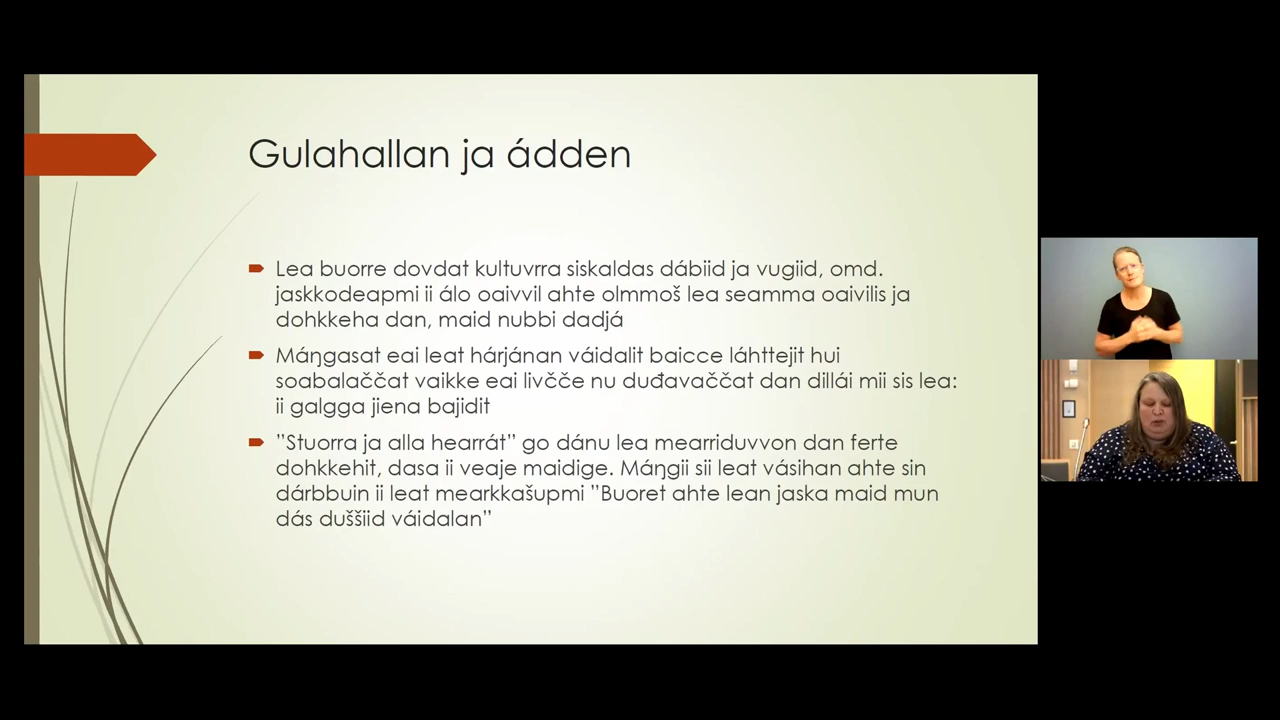 Gulahallan ja ádden
Lea buorre dovdat kultuvrra siskaldas dábiid ja vugiid, omd.
jaskkodeapmi ii álo oaivvil ahte olmmoš lea seamma oaivilis ja
dohkkeha dan, maid nubbi dadjá
Máŋgasat eai leat hárjánan váidalit baicce láhttejit hui
soabalaččat vaikke eai livčče nu duđavaččat dan dillái mii sis lea:
ii galgga jiena bajidit
”Stuorra ja alla hearrát” go dánu lea mearriduvvon dan ferte
dohkkehit, dasa ii veaje maidige. Máŋgii sii leat vásihan ahte sin
dárbbuin ii leat mearkkašupmi ”Buoret ahte lean jaska maid mun
dás duššiid váidalan”